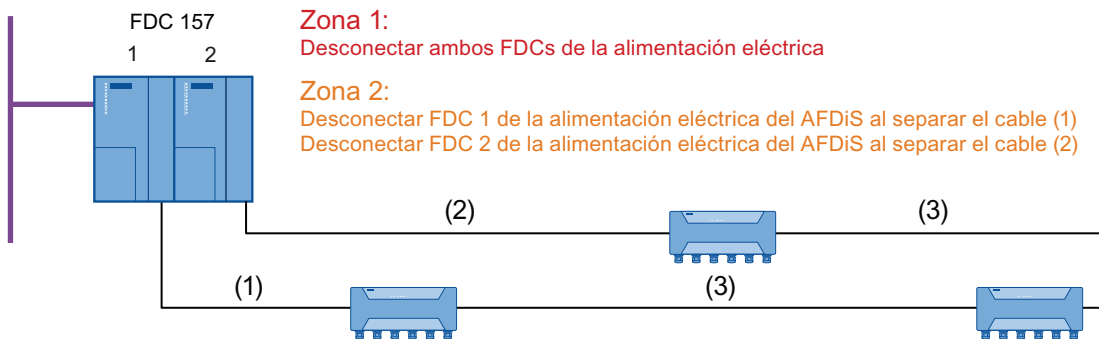 FDC 157
1 2
Zona 1:
Desconectar ambos FDCs de la alimentación eléctrica
Zona 2:
Desconectar FDC 1 de la alimentación eléctrica del AFDiS al separar el cable (1)
Desconectar FDC 2 de la alimentación eléctrica del AFDiS al separar el cable (2)
(2) (3)
(1) (3)